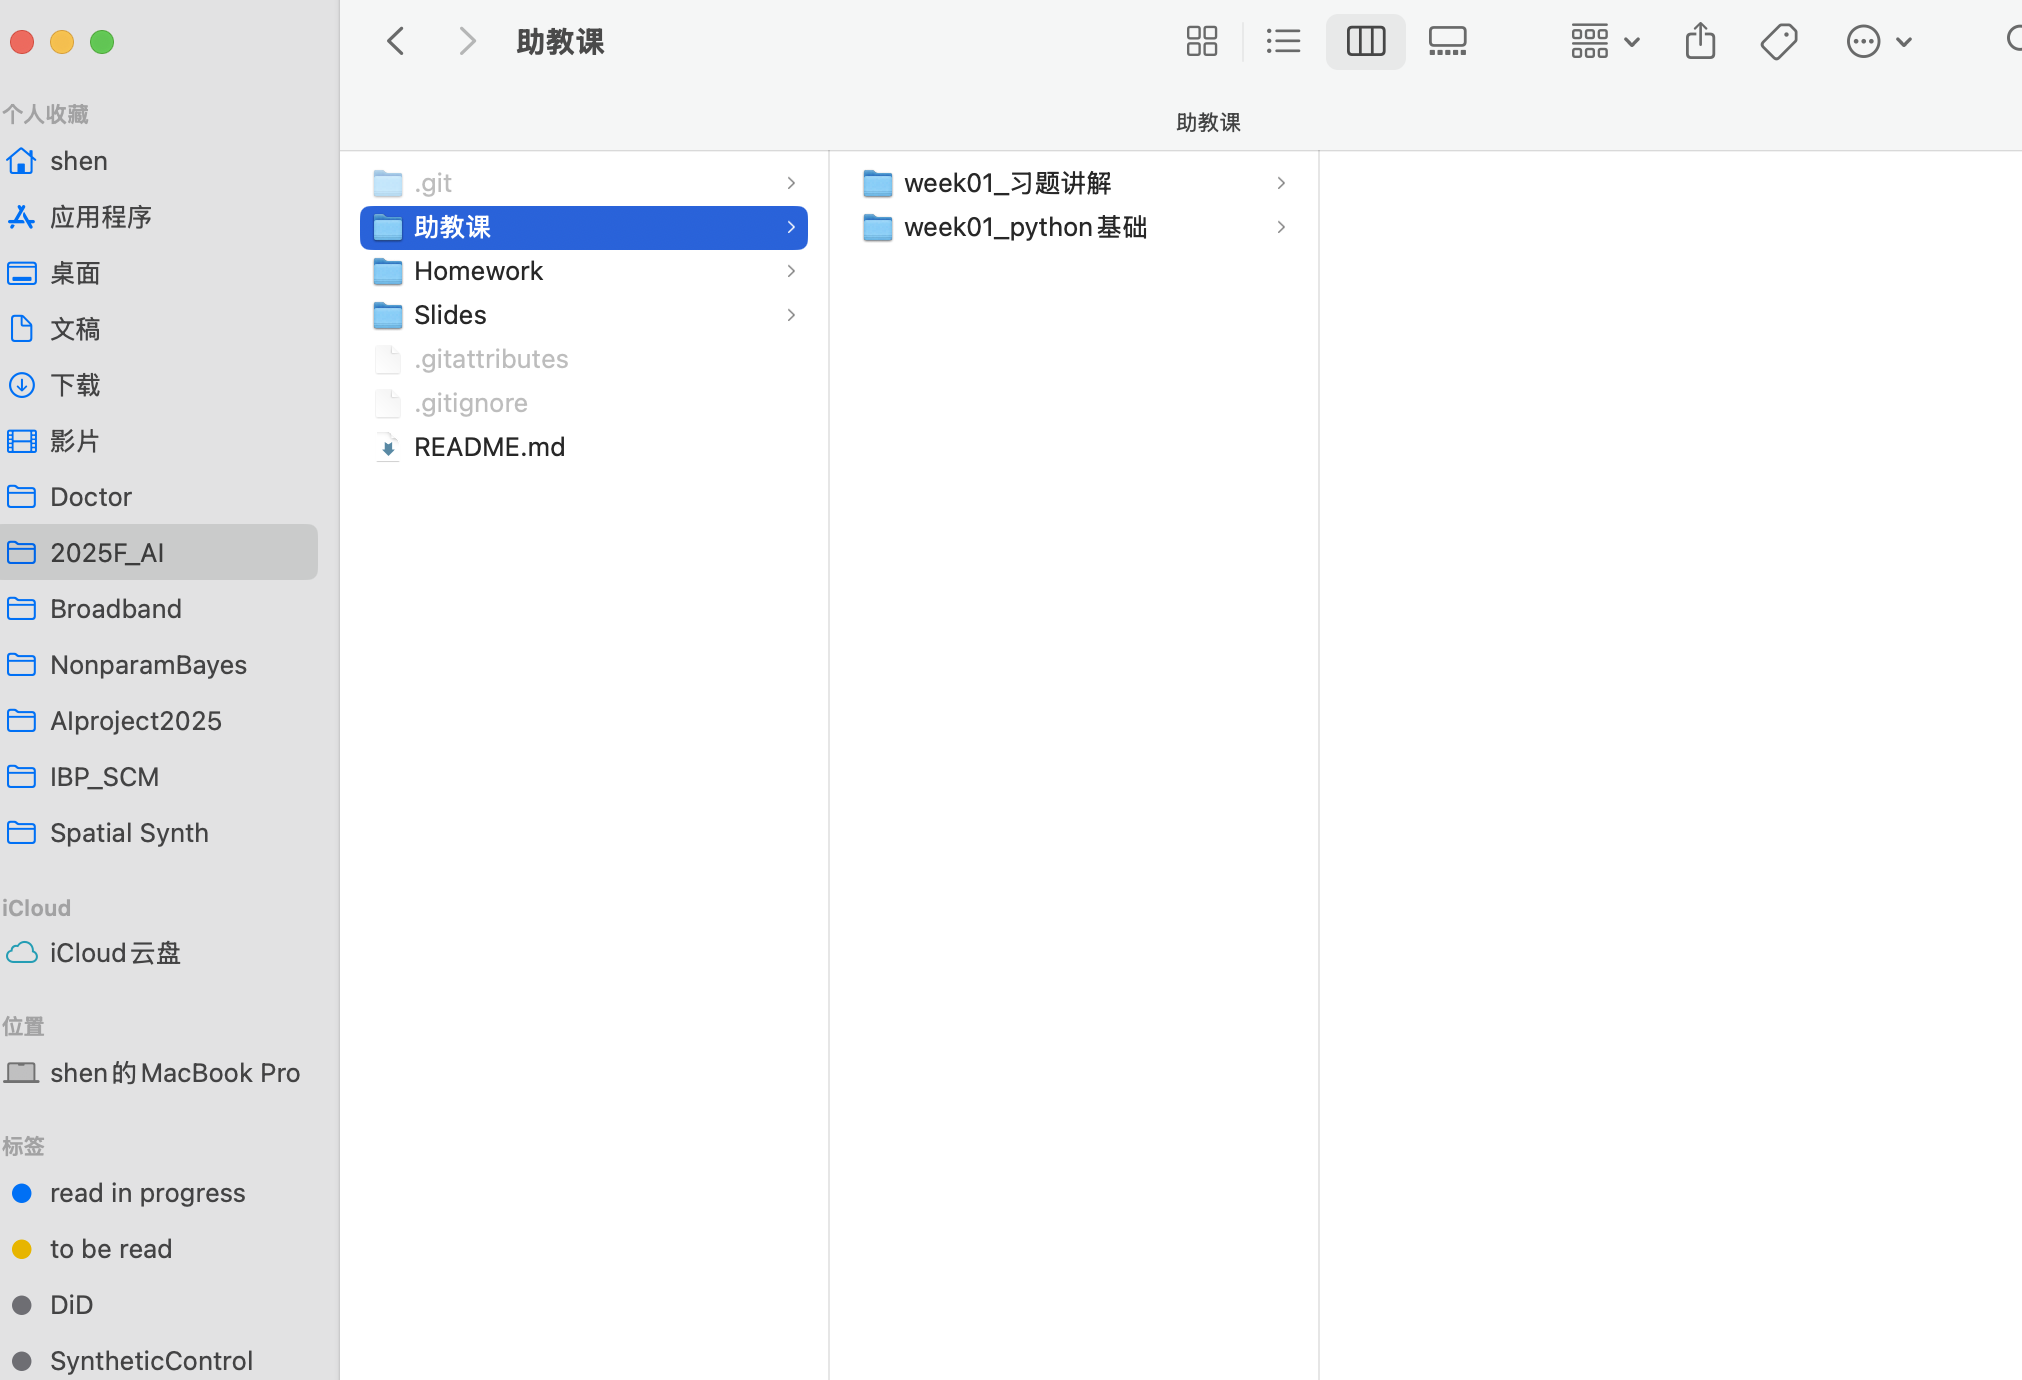 助教课
助教课
个人收藏
shen
应用程序
桌面
文稿
下载
影片
Doctor
2025F_AI
Broadband
NonparamBayes
AIproject2025
IBP_SCM
Spatial Synth
iCloud
iCloud云盘
位置
shen的MacBook Pro
标签
read in progress
to be read
DiD
SyntheticControl
.git
助教课
Homework
Slides
.gitattributes
.gitignore
README.md
week01_习题讲解
week01_python基础